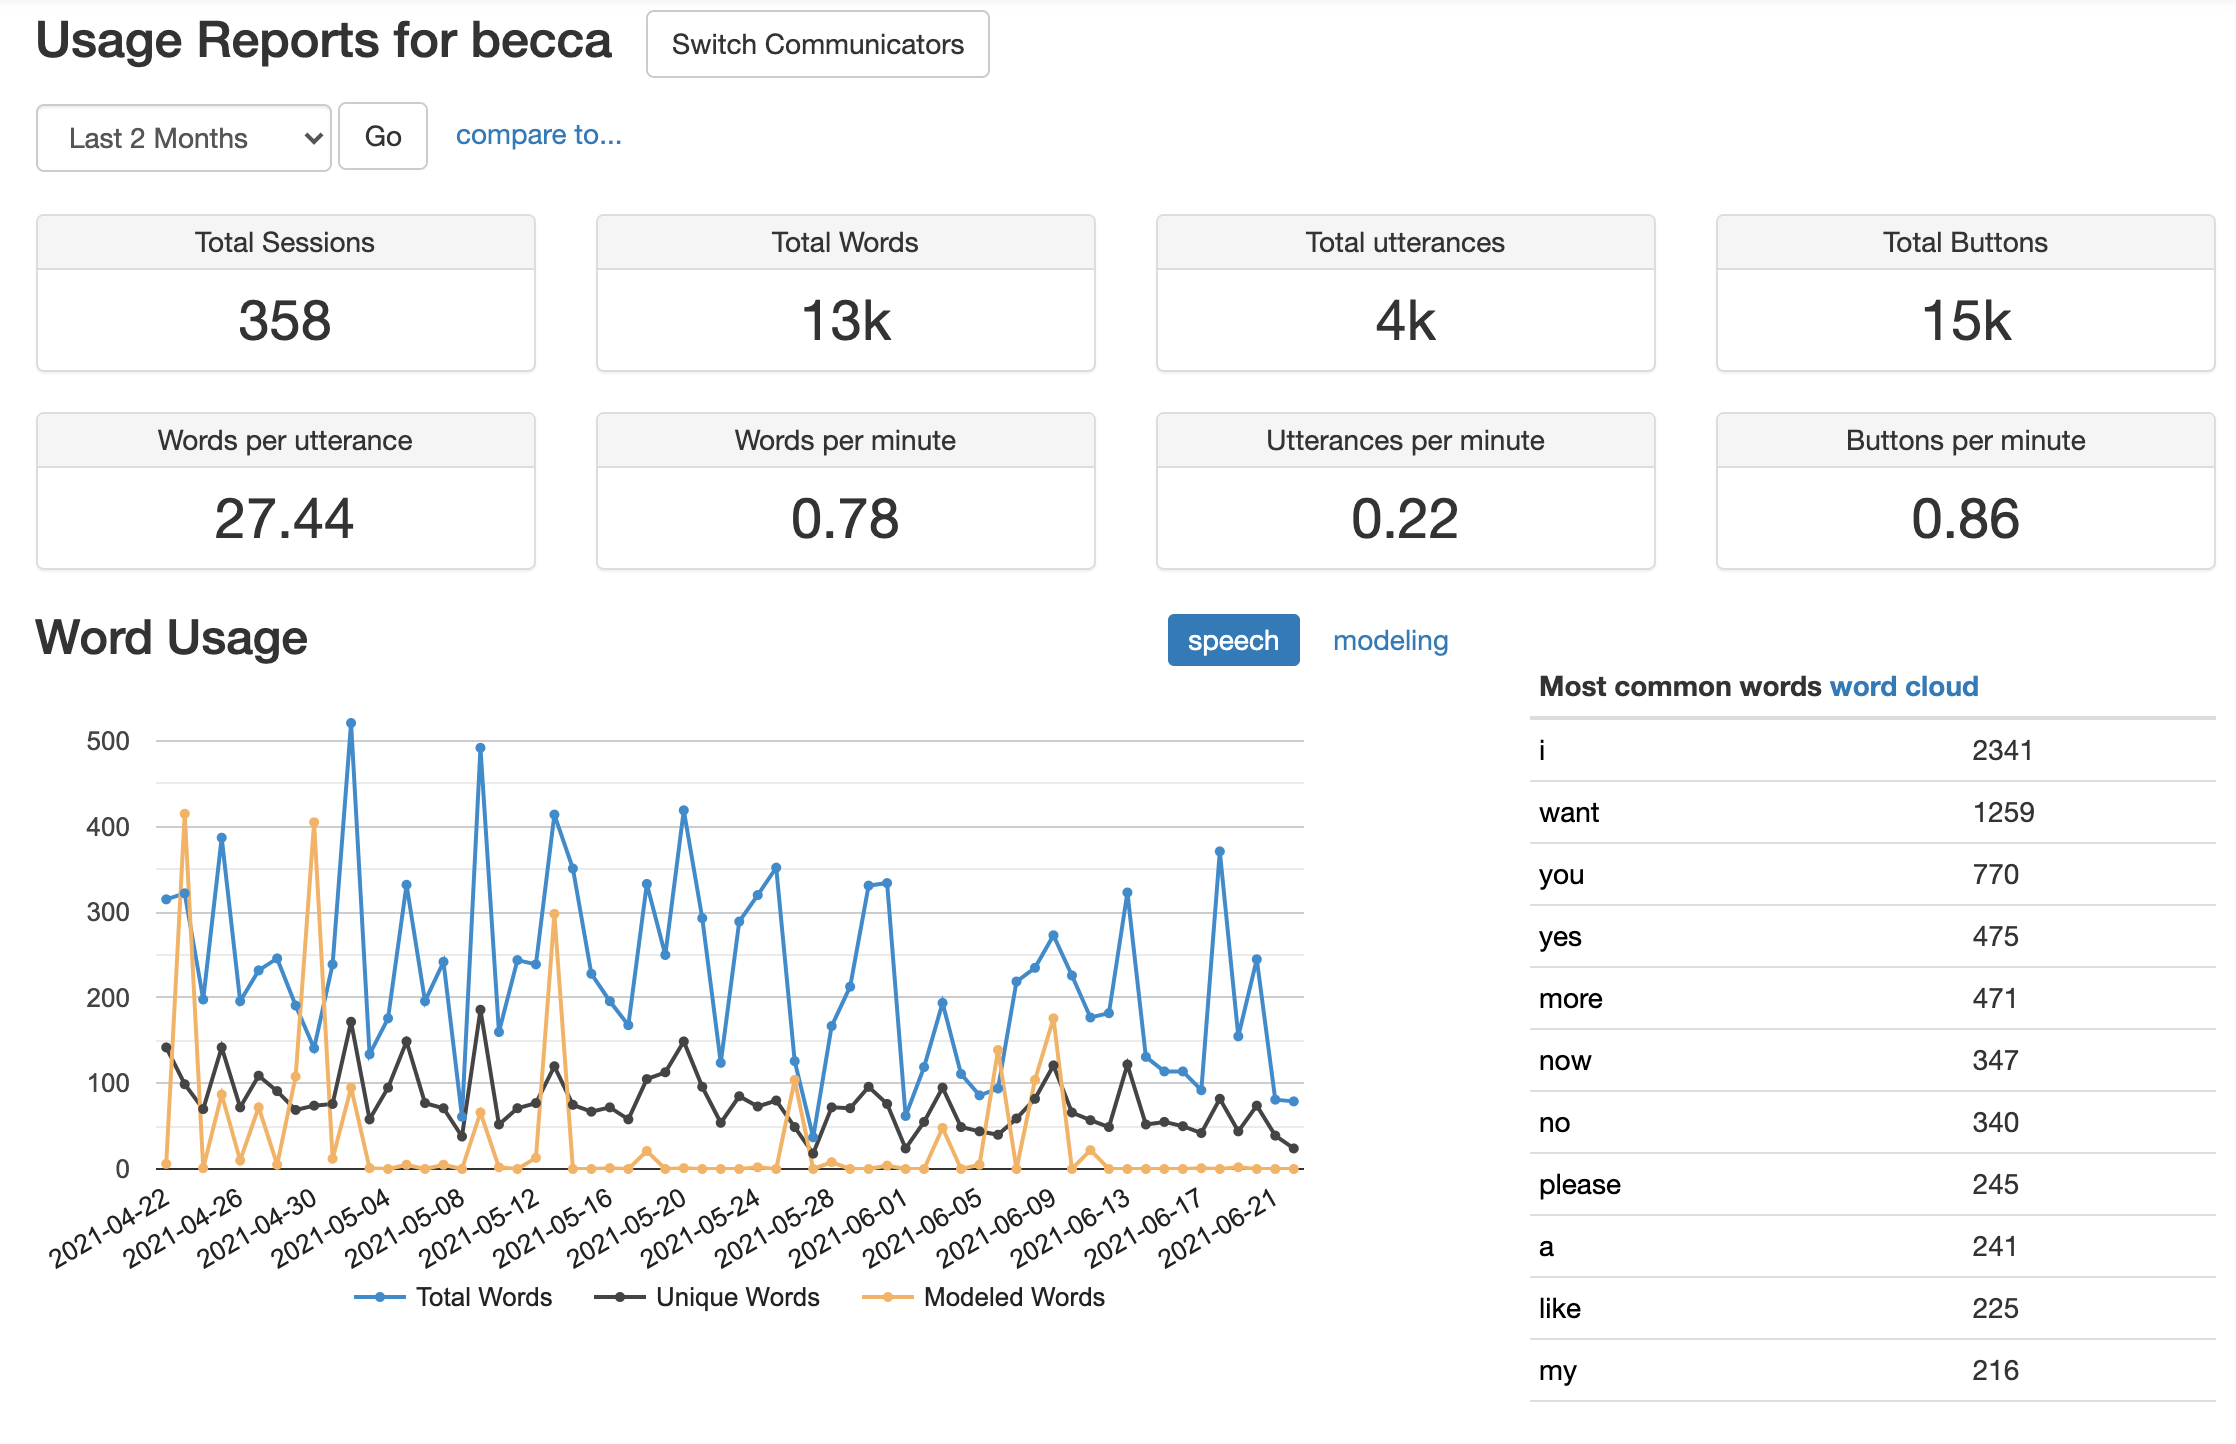 Usage Reports for becca Switch Communicators
Last 2 Months Go compare to...
Total Sessions Total Words Total utterances Total Buttons
358 13k 4k 15k
Words per utterance Words per minute Utterances per minute Buttons per minute
27.44 0.78 0.22 0.86
Word Usage speech modeling
500
400
300
200
100
0
2021-04-22 2021-04-26 2021-04-30 2021-05-04 2021-05-08 2021-05-12 2021-05-16 2021-05-20 2021-05-24 2021-05-28 2021-06-01 2021-06-05 2021-06-09 2021-06-13 2021-06-17 2021-06-21
Total Words Unique Words Modeled Words
Most common words word cloud
i 2341
want 1259
you 770
yes 475
more 471
now 347
no 340
please 245
a 241
like 225
my 216